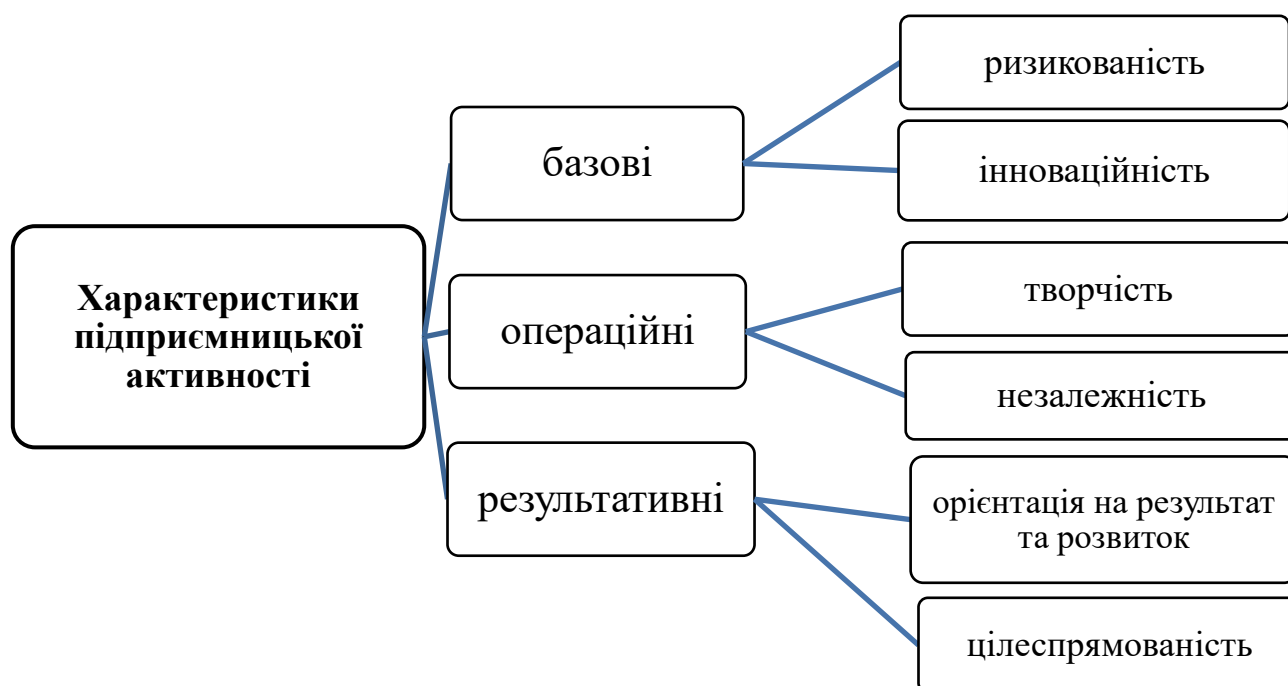 Характеристики
підприємницької
активності
базові
ризикованість
інноваційність
операційні
творчість
незалежність
результативні
орієнтація на результат
та розвиток
цілеспрямованість